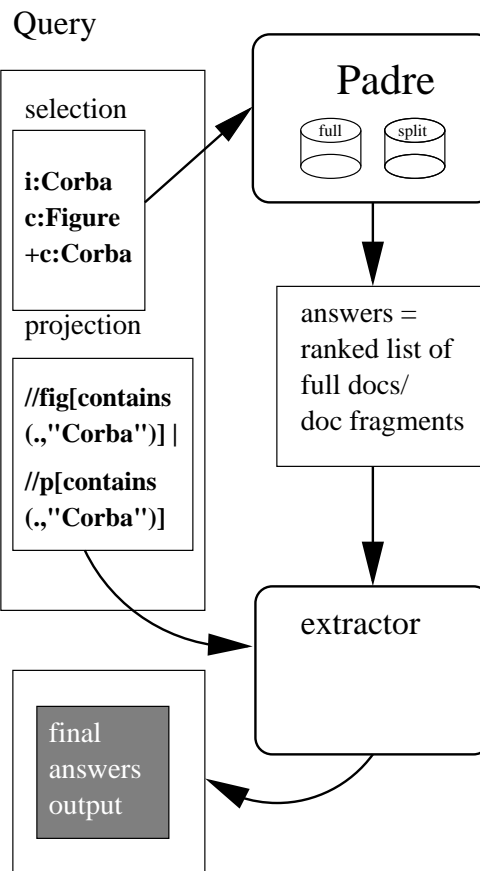 Query
selection
i:Corba
c:Figure
+c:Corba
projection
//fig[contains
(.,"Corba")] |
//p[contains
(.,"Corba")]
Padre
full
split
answers =
ranked list of
full docs/
doc fragments
extractor
final
answers
output